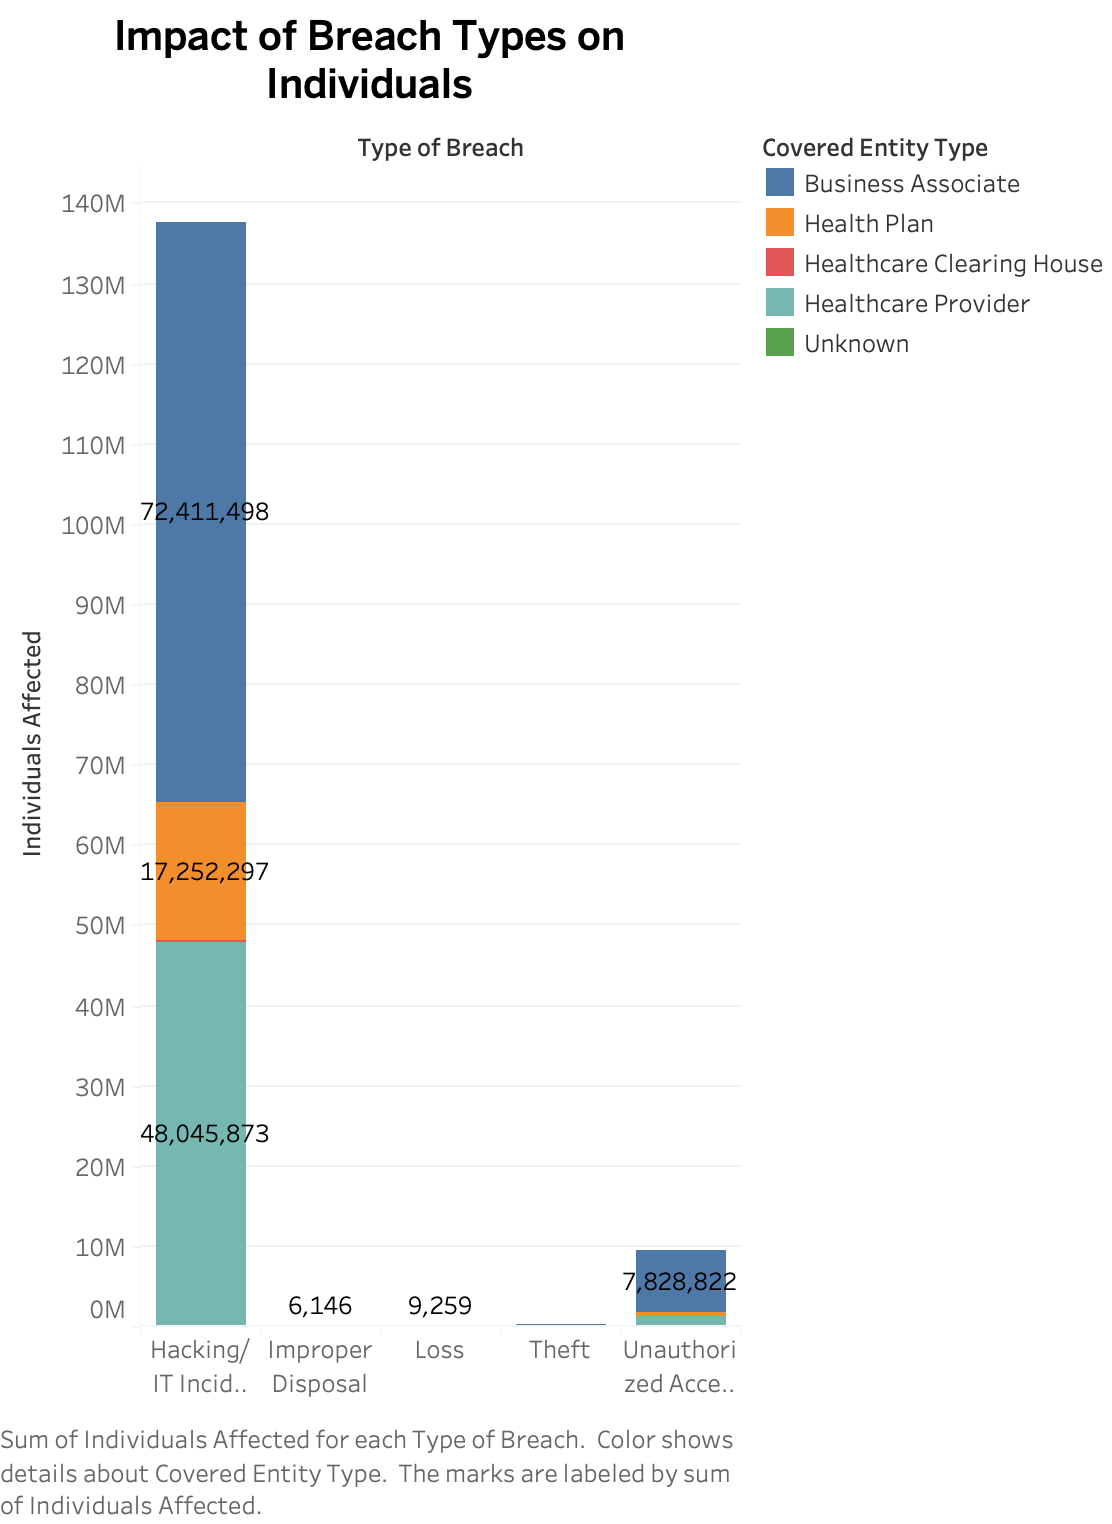 Impact of Breach Types on
Individuals
Type of Breach
Covered Entity Type
Business Associate
Health Plan
Healthcare Clearing House
Healthcare Provider
Unknown
Individuals Affected
140M
130M
120M
110M
100M
90M
80M
70M
60M
50M
40M
30M
20M
10M
0M
72,411,498
17,252,297
48,045,873
6,146
9,259
7,828,822
Hacking/
IT Incid..
Improper
Disposal
Loss
Theft
Unauthori
zed Acce..
Sum of Individuals Affected for each Type of Breach.  Color shows
details about Covered Entity Type.  The marks are labeled by sum
of Individuals Affected.